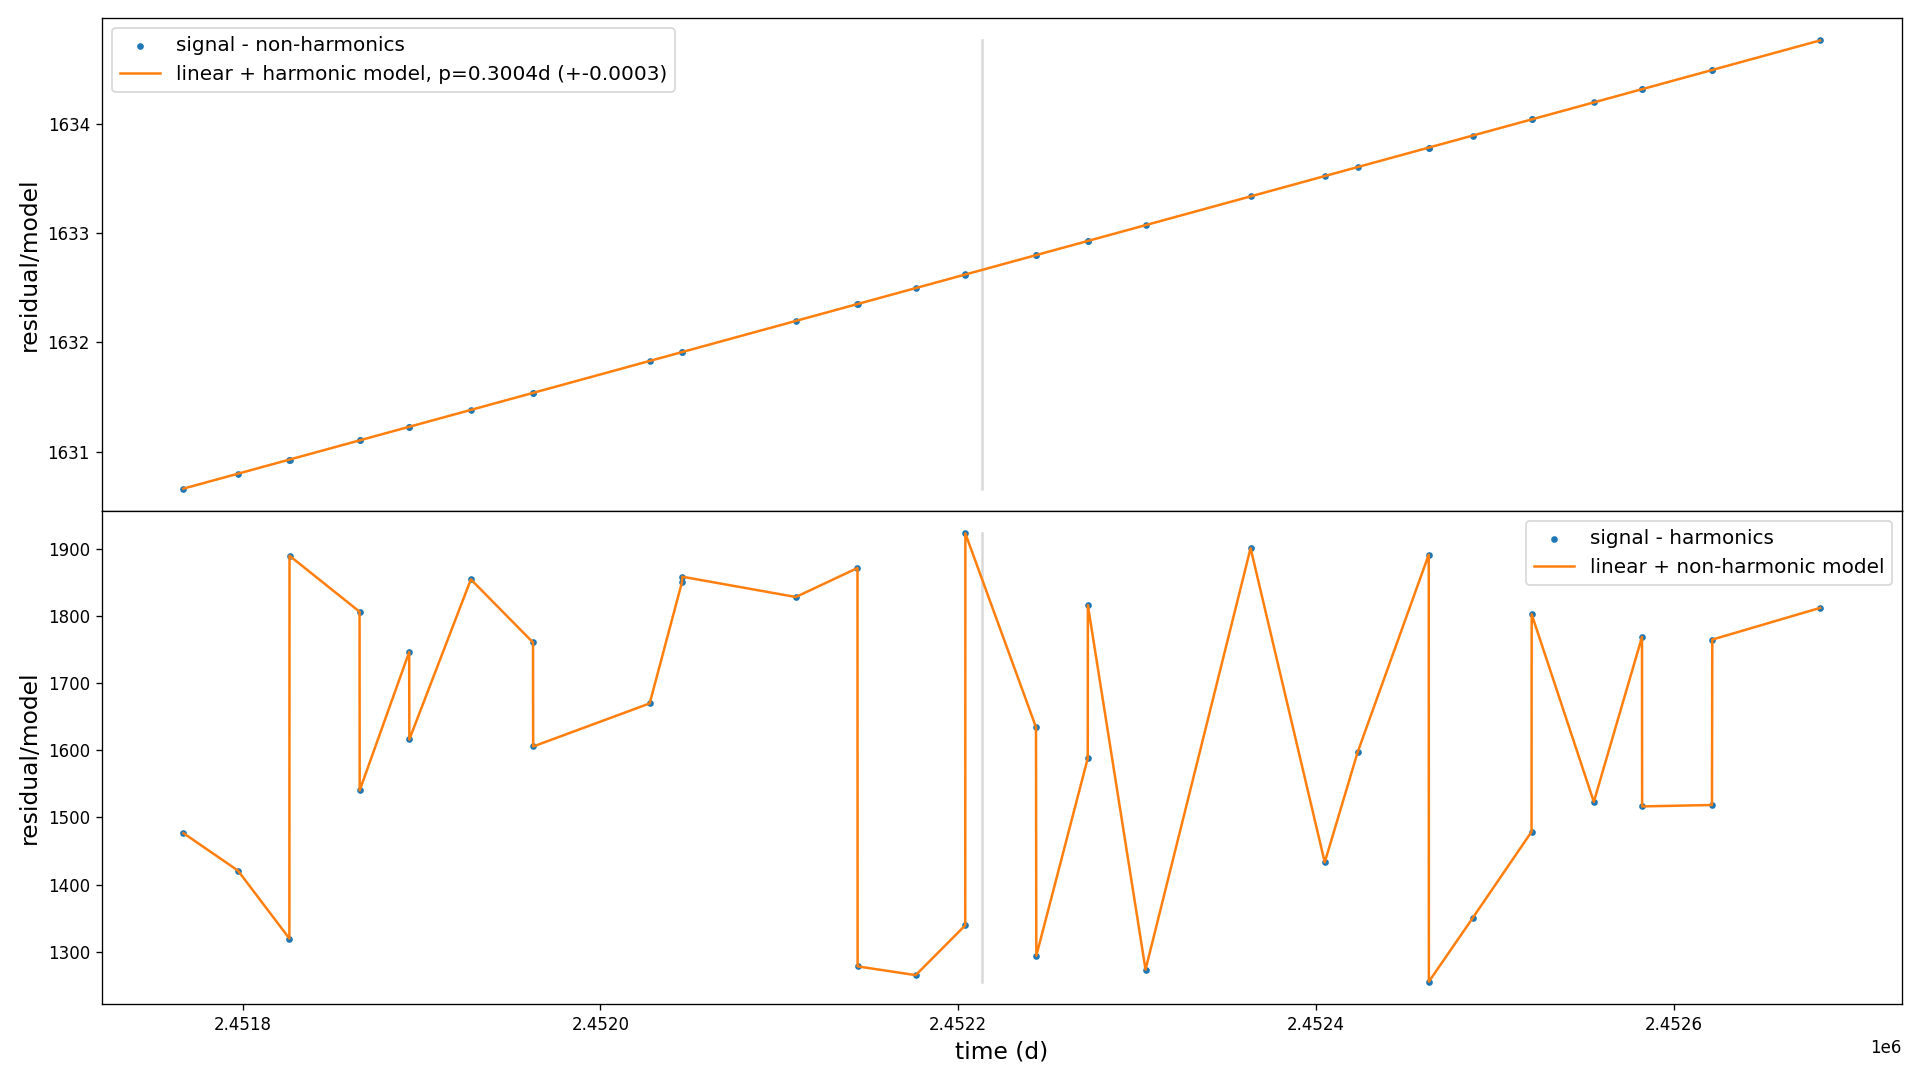 signal - non-harmonics
linear + harmonic model, p=0.3004d (+-0.0003)
1634
1633
1632
1631
residual/model
signal - harmonics
linear + non-harmonic model
1900
1800
1700
1600
1500
1400
1300
residual/model
2.4518 2.4520 2.4522 2.4524 2.4526
time (d)
1e6